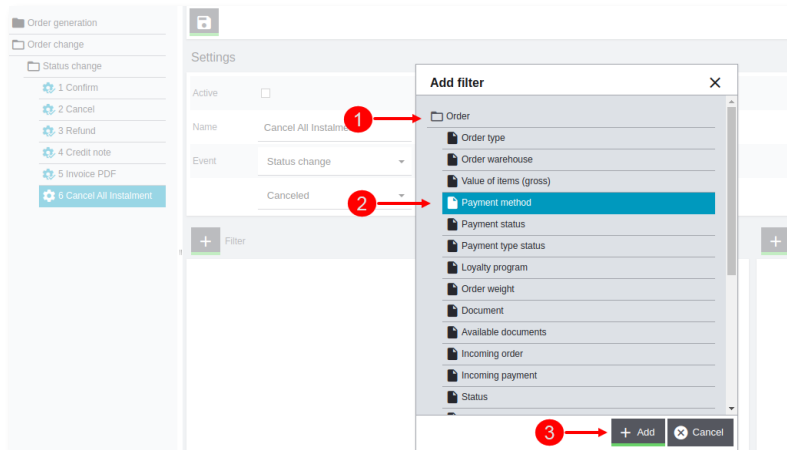 Order generation
Order change
Status change
1 Confirm
2 Cancel
3 Refund
4 Credit note
5 Invoice PDF
6 Cancel All Instalment
Settings
Active
Name
Cancel All Instalme
Event
Status change
Canceled
Filter
Add filter
1
Order
Order type
Order warehouse
Value of items (gross)
2
Payment method
Payment status
Payment type status
Loyalty program
Order weight
Document
Available documents
Incoming order
Incoming payment
Status
3
Add
Cancel